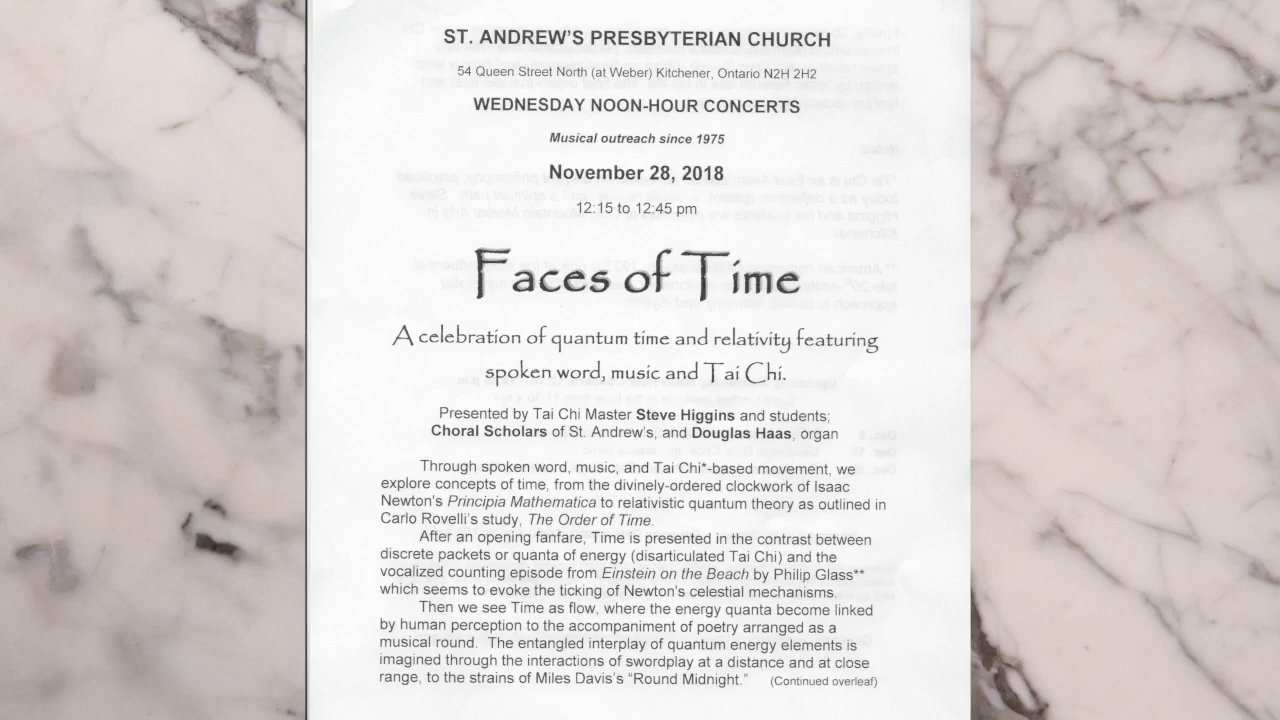 ST. ANDREW'S PRESBYTERIAN CHURCH
54 Queen Street North (at Weber) Kitchener, Ontario N2H 2H2
WEDNESDAY NOON-HOUR CONCERTS
Musical outreach since 1975
November 28, 2018
12:15 to 12:45 pm
Faces of Time
A celebration of quantum time and relativity featuring
spoken word, music and Tai Chi.
Presented by Tai Chi Master Steve Higgins and students;
Choral Scholars of St. Andrew's, and Douglas Haas, organ
Through spoken word, music, and Tai Chi*-based movement, we
explore concepts of time, from the divinely-ordered clockwork of Isaac
Newton's Principia Mathematica to relativistic quantum theory as outlined in
Carlo Rovelli's study, The Order of Time.
After an opening fanfare, Time is presented in the contrast between
discrete packets or quanta of energy (disarticulated Tai Chi) and the
vocalized counting episode from Einstein on the Beach by Philip Glass**
which seems to evoke the ticking of Newton's celestial mechanisms.
Then we see Time as flow, where the energy quanta become linked
by human perception to the accompaniment of poetry arranged as a
musical round. The entangled interplay of quantum energy elements is
imagined through the interactions of swordplay at a distance and at close
range, to the strains of Miles Davis's "Round Midnight." (Continued overleaf)